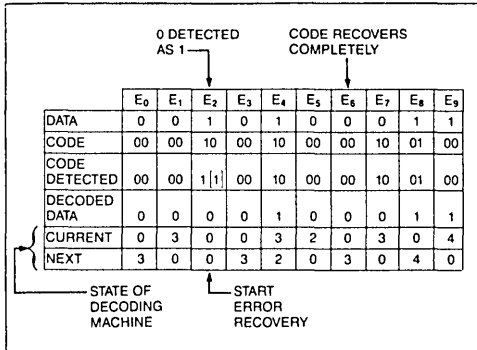 0 DETECTED AS 1
CODE RECOVERS COMPLETELY
E₀ E₁ E₂ E₃ E₄ E₅ E₆ E₇ E₈ E₉
DATA 0 0 1 0 1 0 0 0 1 1
CODE 00 00 10 00 10 00 00 10 01 00
CODE DETECTED 00 00 1[1] 00 10 00 00 10 01 00
DECODED DATA 0 0 0 0 1 0 0 0 1 1
CURRENT 0 3 0 0 3 2 0 3 0 4
NEXT 3 0 0 3 2 0 3 0 4 0
STATE OF DECODING MACHINE
START ERROR RECOVERY